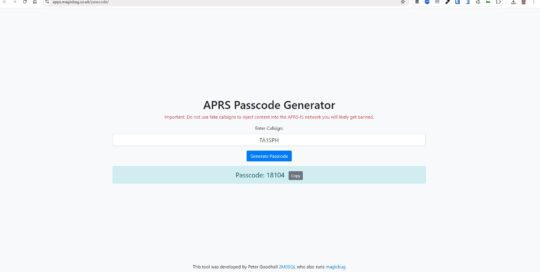 apps.magicbug.co.uk/passcode/
APRS Passcode Generator
Important: Do not use fake callsigns to inject content into the APRS-IS network you will likely get banned.
Enter Callsign:
TA1SPH
Generate Passcode
Passcode: 18104 Copy
This tool was developed by Peter Goodhall 2M0SQL who also runs magicbug.